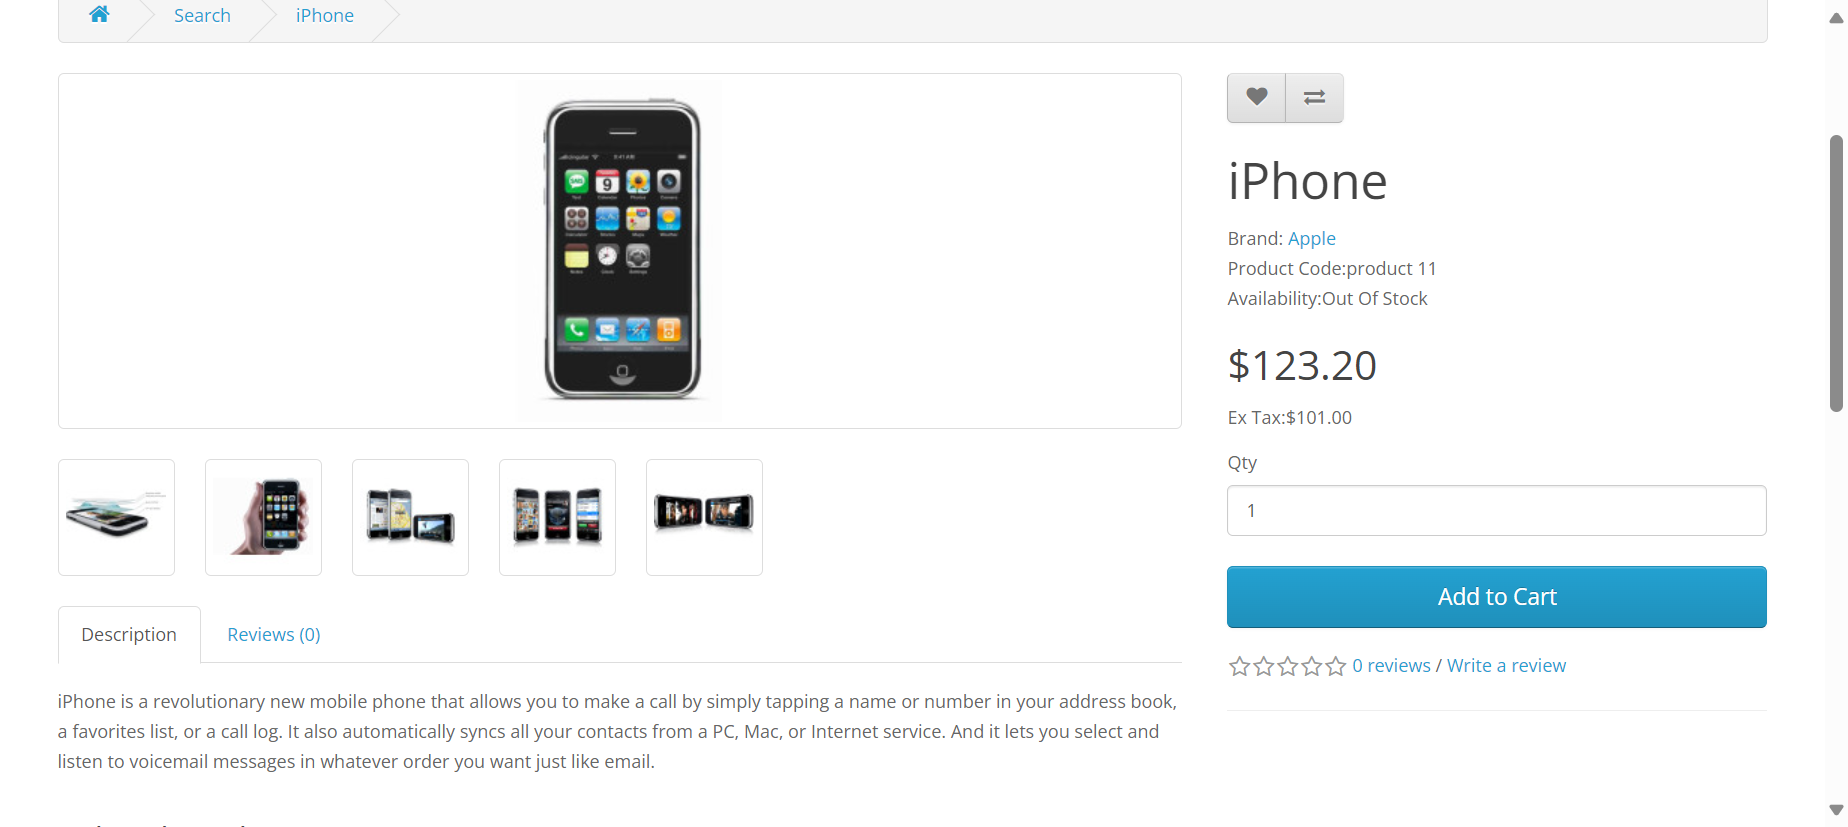 Search
iPhone
iPhone
Brand: Apple
Product Code:product 11
Availability:Out Of Stock
$123.20
Ex Tax:$101.00
Qty
1
Add to Cart
0 reviews / Write a review
Description
Reviews (0)
iPhone is a revolutionary new mobile phone that allows you to make a call by simply tapping a name or number in your address book,
a favorites list, or a call log. It also automatically syncs all your contacts from a PC, Mac, or Internet service. And it lets you select and
listen to voicemail messages in whatever order you want just like email.